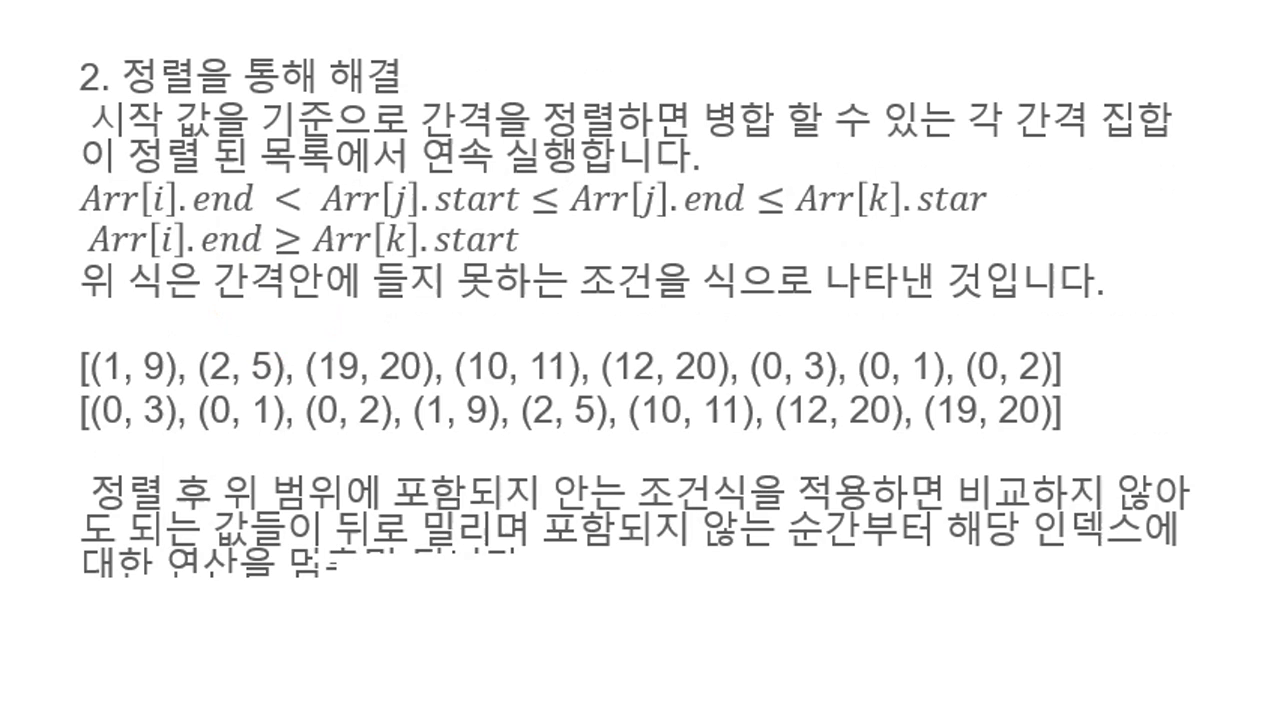 2. 정렬을 통해 해결
시작 값을 기준으로 간격을 정렬하면 병합 할 수 있는 각 간격 집합
이 정렬 된 목록에서 연속 실행합니다.
Arr[i].end < Arr[j].start ≤ Arr[j].end ≤ Arr[k].star
Arr[i].end ≥ Arr[k].start
위 식은 간격안에 들지 못하는 조건을 식으로 나타낸 것입니다.
[(1, 9), (2, 5), (19, 20), (10, 11), (12, 20), (0, 3), (0, 1), (0, 2)]
[(0, 3), (0, 1), (0, 2), (1, 9), (2, 5), (10, 11), (12, 20), (19, 20)]
정렬 후 위 범위에 포함되지 안는 조건식을 적용하면 비교하지 않아
도 되는 값들이 뒤로 밀리며 포함되지 않는 순간부터 해당 인덱스에
대한 연산을